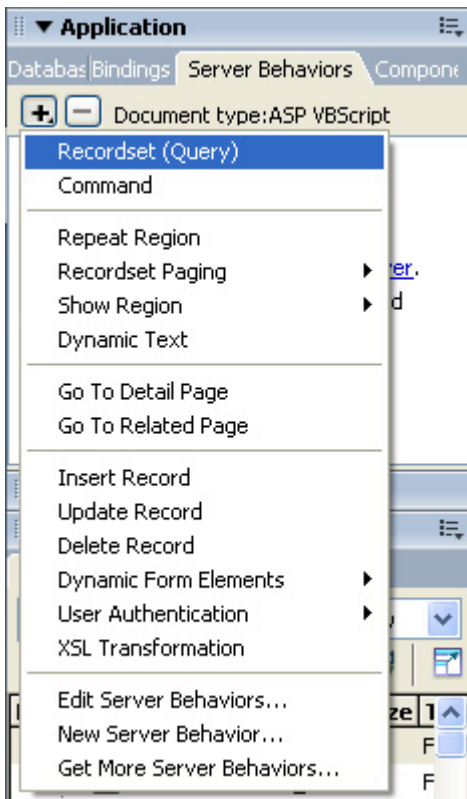 Application
Databas Bindings Server Behaviors Compone
Document type:ASP VBScript
Recordset (Query)
Command
Repeat Region
Recordset Paging er.
Show Region d
Dynamic Text
Go To Detail Page
Go To Related Page
Insert Record
Update Record
Delete Record
Dynamic Form Elements
User Authentication
XSL Transformation
Edit Server Behaviors...
New Server Behavior... ze
Get More Server Behaviors...